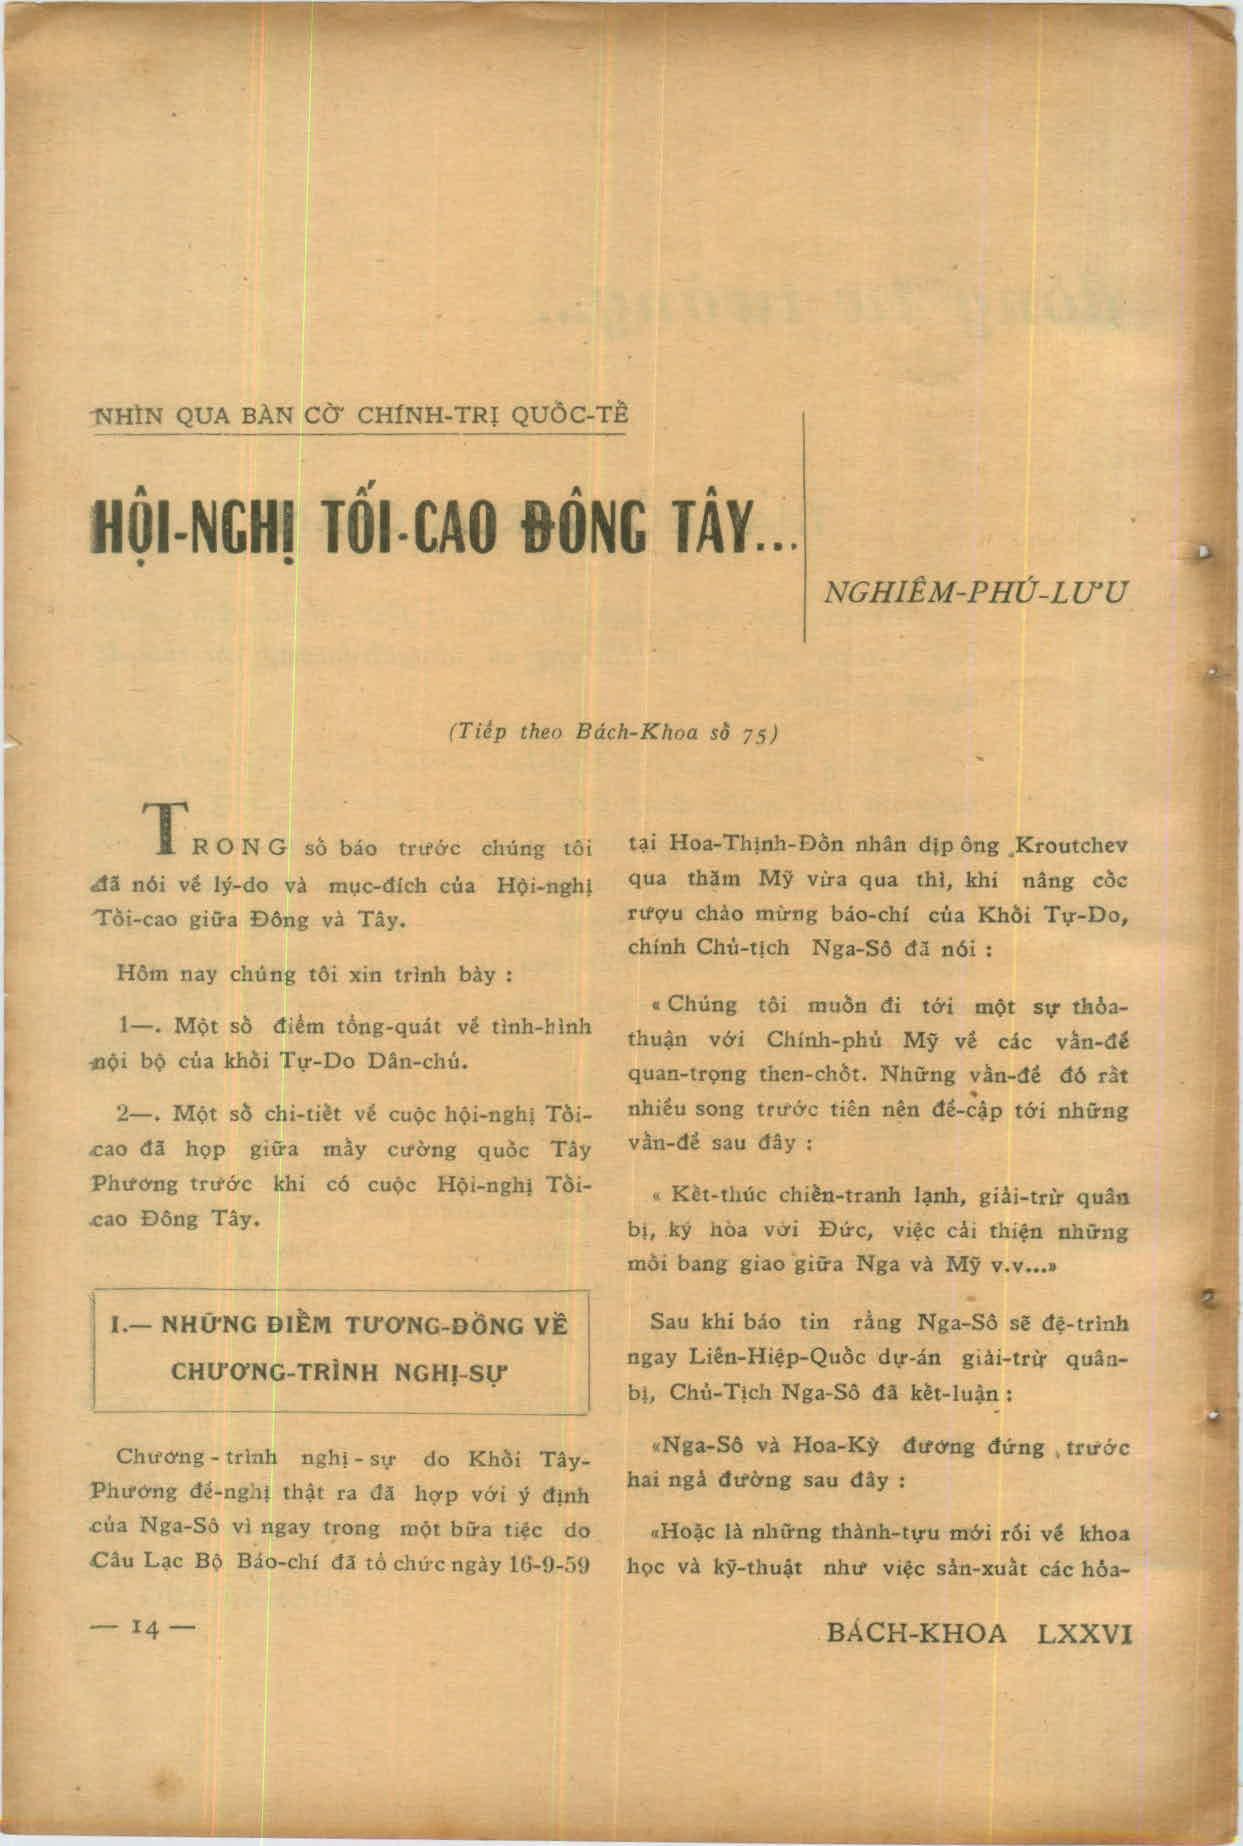 NHÌN QUA BÀN CỜ CHÍNH-TRỊ QUỐC-TẾ
HỘI-NGHỊ TỐI-CAO ĐÔNG TÂY...
NGHIÊM-PHÚ-LƯU
(Tiếp theo Bách-Khoa số 75)
TRONG số báo trước chúng tôi
đã nói về lý-do và mục-đích của Hội-nghị
Tối-cao giữa Đông và Tây.
Hôm nay chúng tôi xin trình bày :
1—. Một số điểm tổng-quát về tình-hình
nội bộ của khối Tự-Do Dân-chủ.
2—. Một số chi-tiết về cuộc hội-nghị Tối-
cao đã họp giữa mấy cường quốc Tây
Phương trước khi có cuộc Hội-nghị Tối-
cao Đông Tây.
I.— NHỮNG ĐIỂM TƯƠNG-ĐỒNG VỀ
CHƯƠNG-TRÌNH NGHỊ-SỰ
Chương-trình nghị-sự do Khối Tây-
Phương đề-nghị thật ra đã hợp với ý định
của Nga-Sô vì ngay trong một bữa tiệc do
Câu Lạc Bộ Báo-chí đã tổ chức ngày 16-9-59
tại Hoa-Thịnh-Đốn nhân dịp ông Kroutchev
qua thăm Mỹ vừa qua thì, khi nâng cốc
rượu chào mừng báo-chí của Khối Tự-Do,
chính Chủ-tịch Nga-Sô đã nói :
« Chúng tôi muốn đi tới một sự thỏa-
thuận với Chính-phủ Mỹ về các vấn-đề
quan-trọng then-chốt. Những vấn-đề đó rất
nhiều song trước tiên nên đề-cập tới những
vấn-đề sau đây :
« Kết-thúc chiến-tranh lạnh, giải-trừ quân
bị, ký hòa với Đức, việc cải thiện những
mối bang giao giữa Nga và Mỹ v.v...»
Sau khi báo tin rằng Nga-Sô sẽ đệ-trình
ngay Liên-Hiệp-Quốc dự-án giải-trừ quân-
bị, Chủ-Tịch Nga-Sô đã kết-luận :
«Nga-Sô và Hoa-Kỳ đương đứng trước
hai ngả đường sau đây :
«Hoặc là những thành-tựu mới rồi về khoa
học và kỹ-thuật như việc sản-xuất các hỏa-
— 14 —
BÁCH-KHOA LXXVI